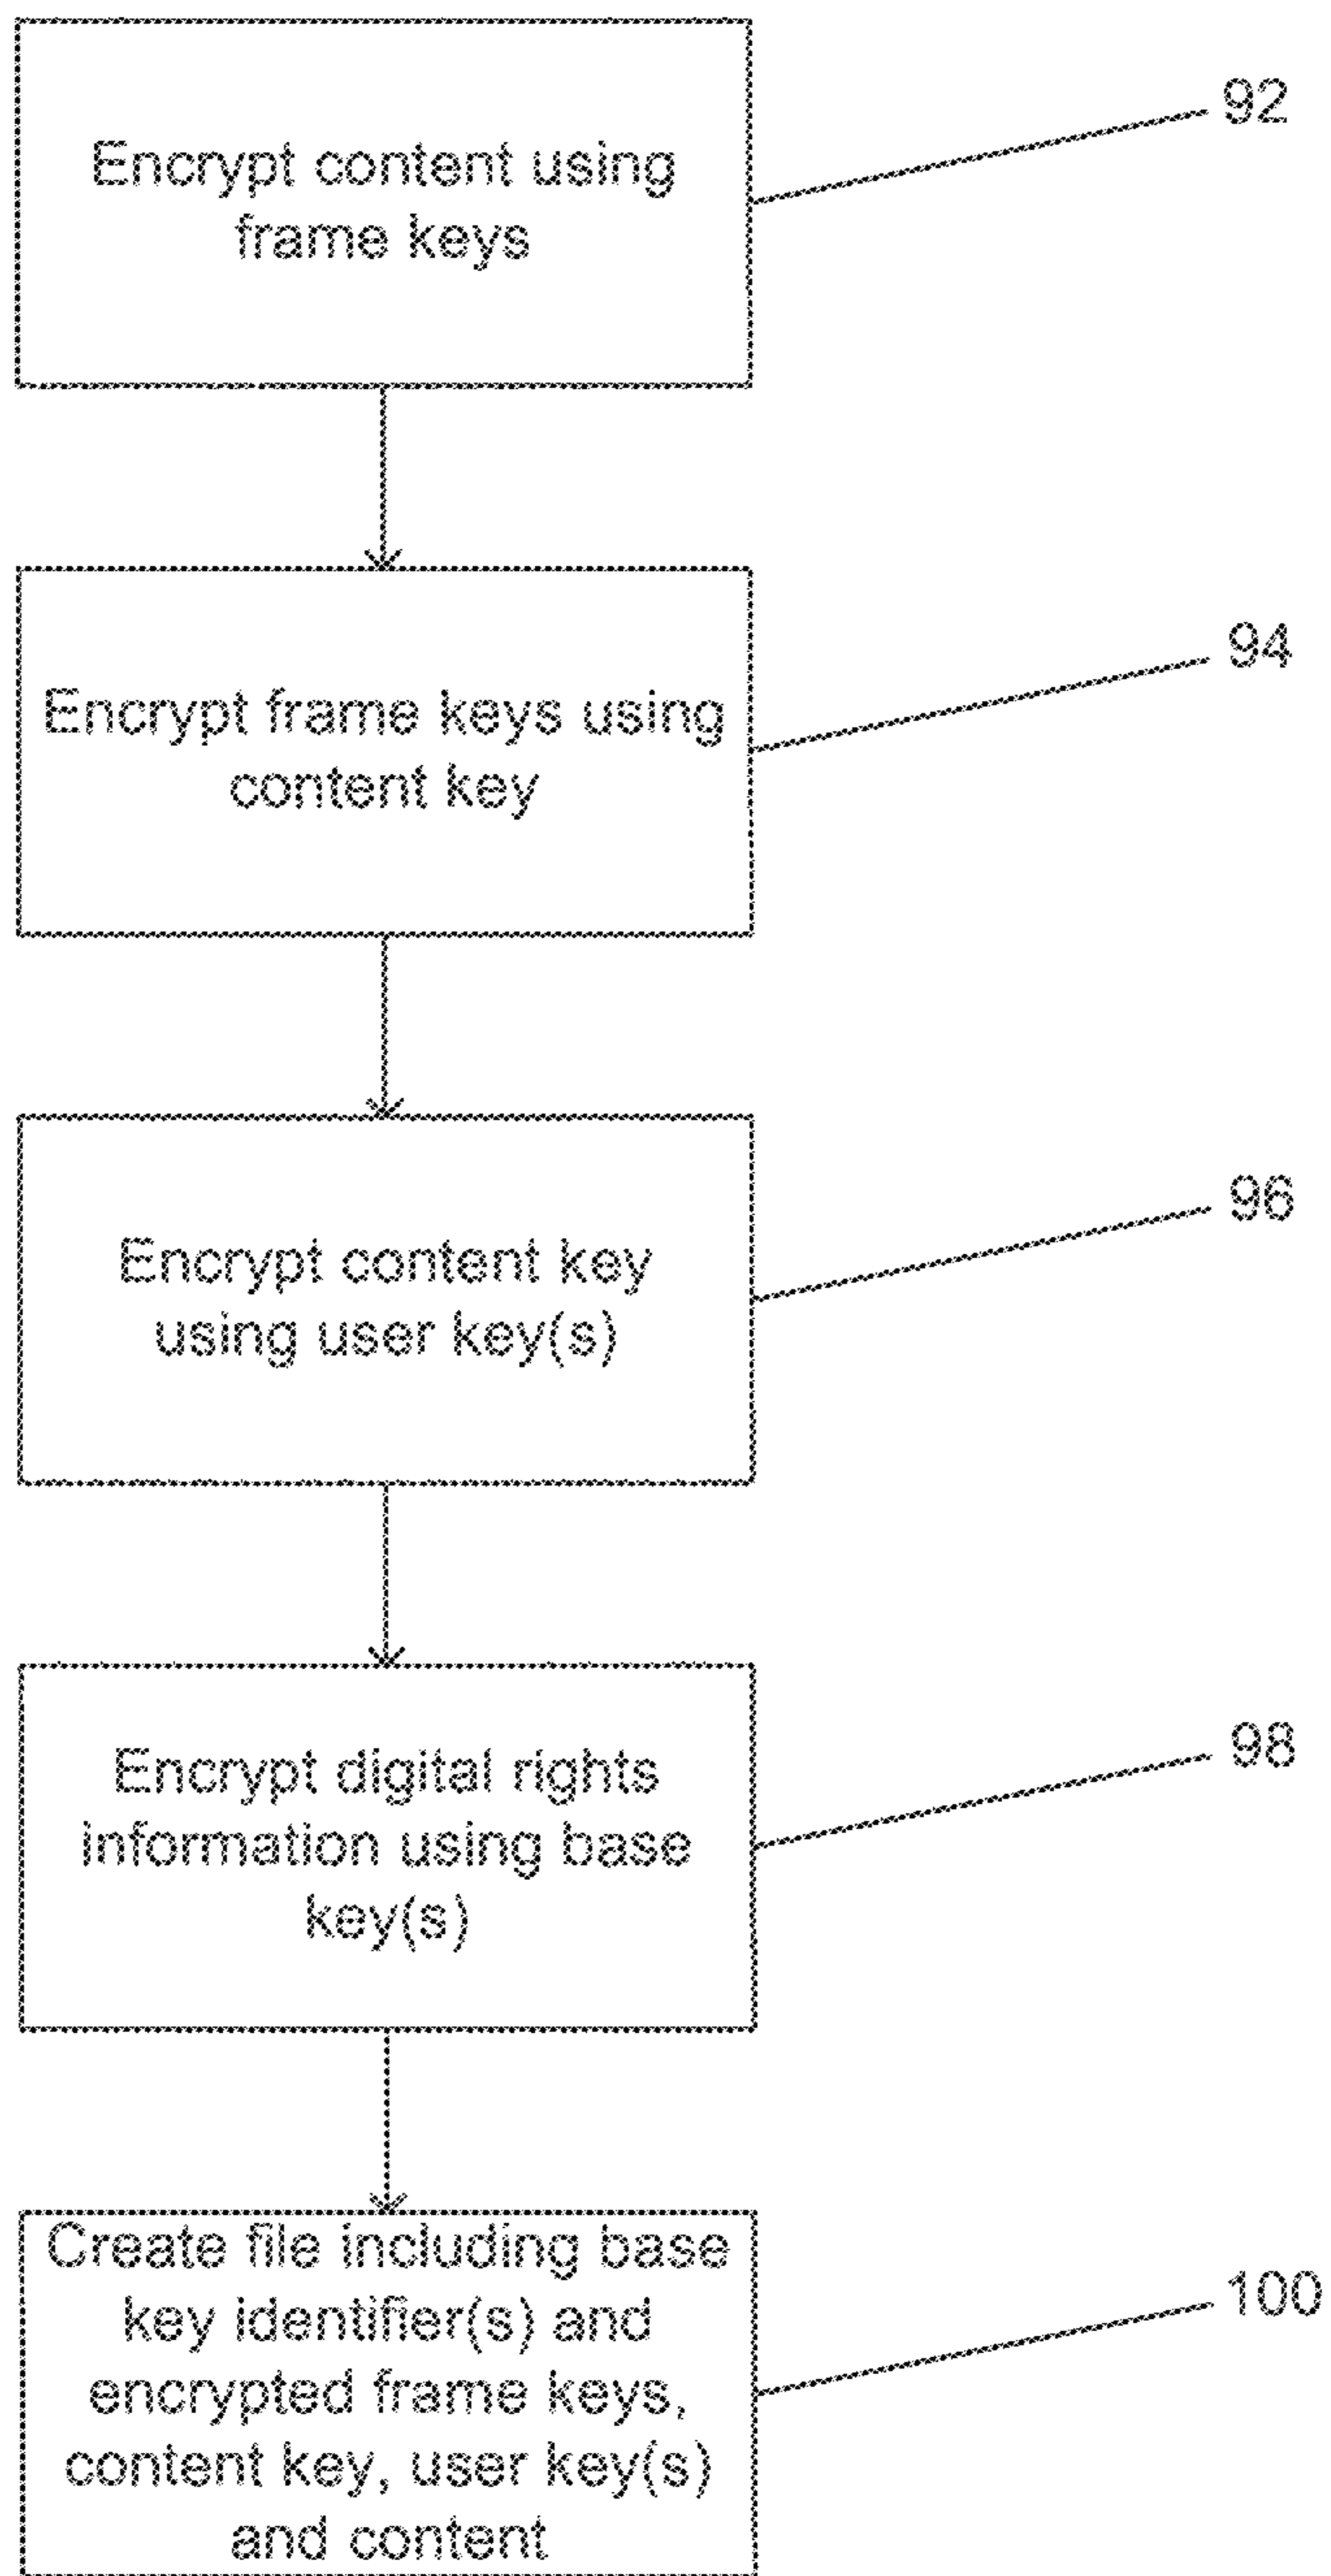 Encrypt content using
frame keys
92
Encrypt frame keys using
content key
94
Encrypt content key
using user key(s)
96
Encrypt digital rights
information using base
key(s)
98
Create file including base
key identifier(s) and
encrypted frame keys,
content key, user key(s)
and content
100